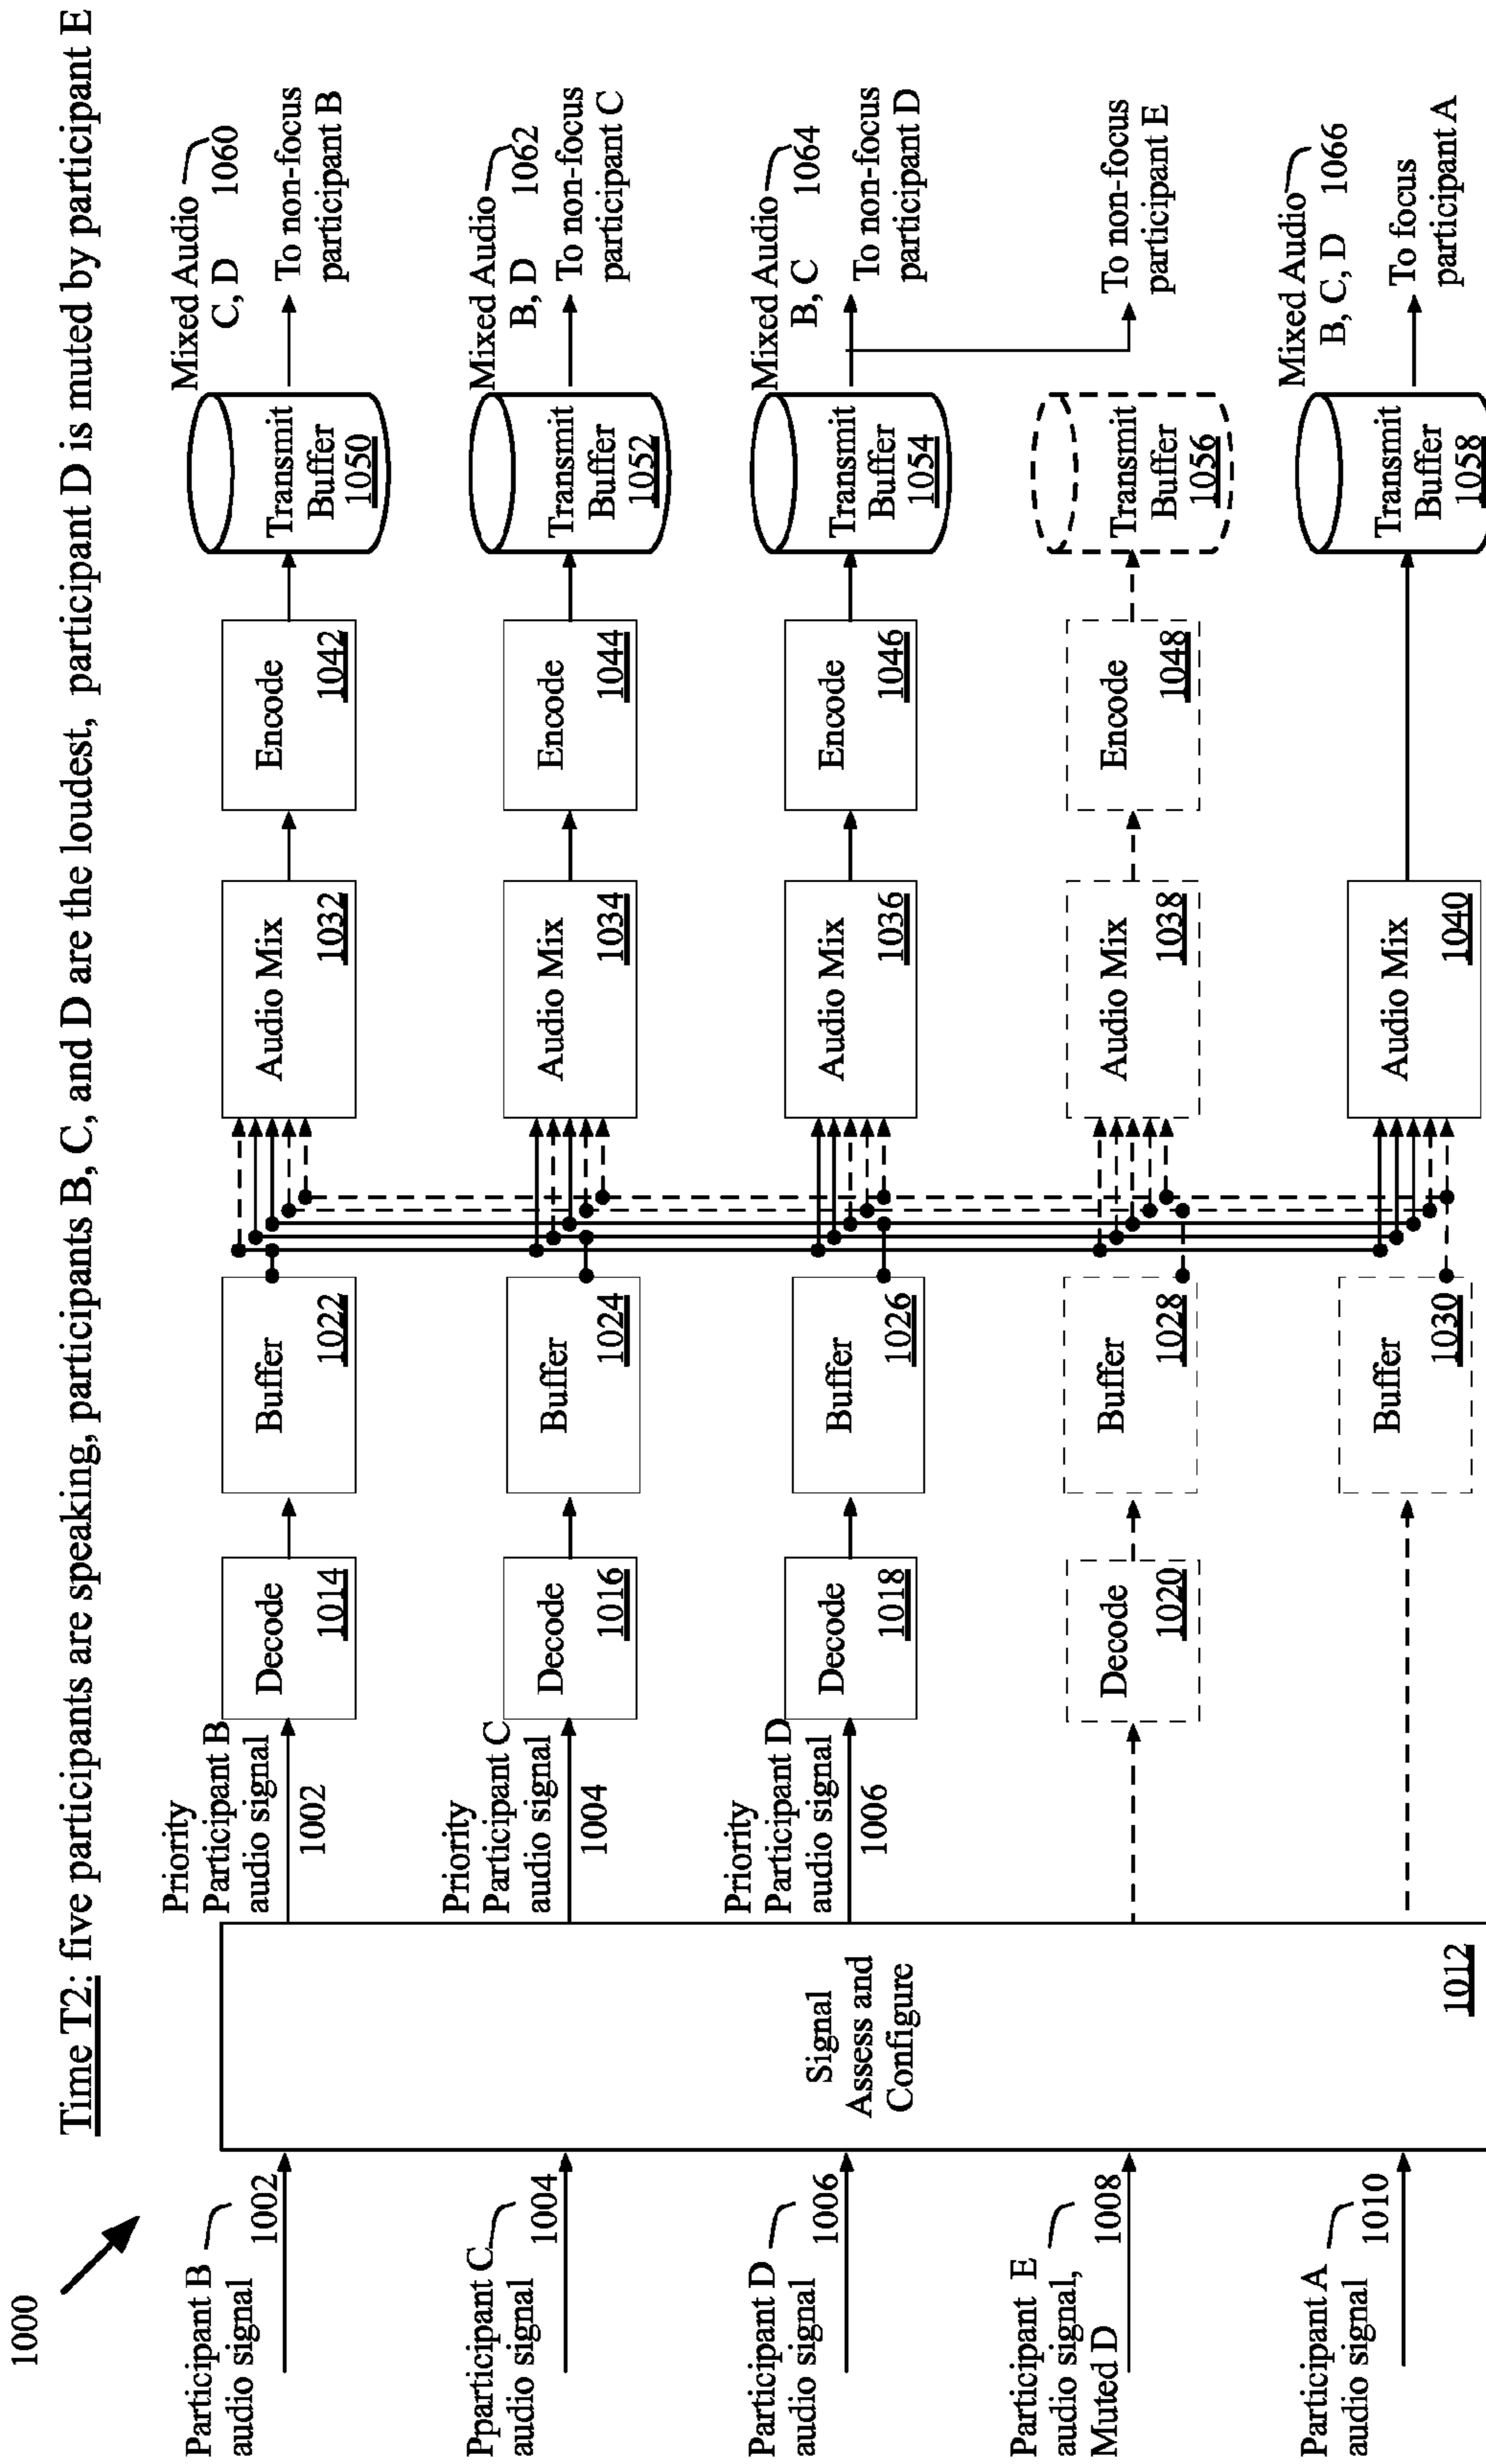 1000
Time T2: five participants are speaking, participants B, C, and D are the loudest, participant D is muted by participant E
Participant B
audio signal
1002
Priority
Participant B
audio signal
1002
Decode
1014
Buffer
1022
Audio Mix
1032
Encode
1042
Transmit
Buffer
1050
Mixed Audio
C, D 1060
To non-focus
participant B
Pparticipant C
audio signal
1004
Priority
Participant C
audio signal
1004
Decode
1016
Buffer
1024
Audio Mix
1034
Encode
1044
Transmit
Buffer
1052
Mixed Audio
B, D 1062
To non-focus
participant C
Participant D
audio signal
1006
Signal
Assess and
Configure
1012
Priority
Participant D
audio signal
1006
Decode
1018
Buffer
1026
Audio Mix
1036
Encode
1046
Transmit
Buffer
1054
Mixed Audio
B, C 1064
To non-focus
participant D
Participant E
audio signal,
Muted D
1008
Decode
1020
Buffer
1028
Audio Mix
1038
Encode
1048
Transmit
Buffer
1056
To non-focus
participant E
Participant A
audio signal
1010
Buffer
1030
Audio Mix
1040
Transmit
Buffer
1058
Mixed Audio
B, C, D 1066
To focus
participant A